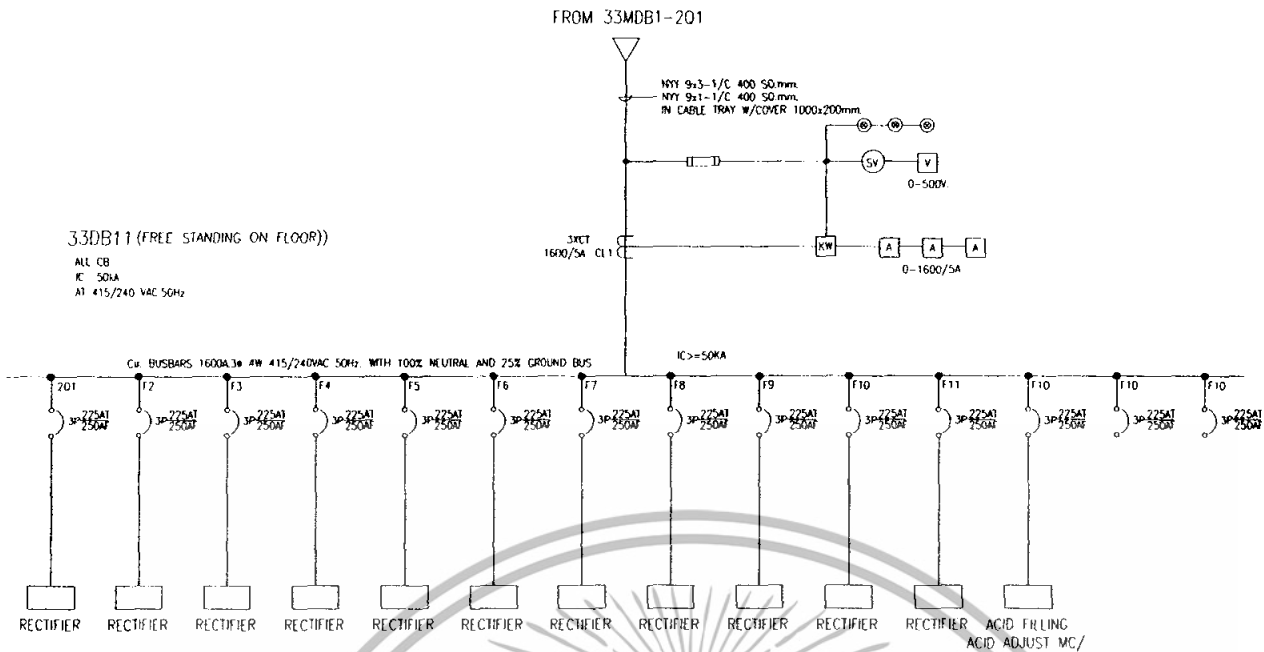 FROM 33MDB1-201
NYY 9x3-1/C 400 SQ.mm.
NYY 9x1-1/C 400 SQ.mm.
IN CABLE TRAY W/COVER 1000x200mm.
SV
V
0-500V.
33DB11 (FREE STANDING ON FLOOR))
ALL CB
IC 50kA
AT 415/240 VAC 50Hz
3XCT
1600/5A CL1
KW
A A A
0-1600/5A
Cu. BUSBARS 1600A.3ø 4W 415/240VAC 50Hz. WITH 100% NEUTRAL AND 25% GROUND BUS
IC>=50KA
201 F2 F3 F4 F5 F6 F7 F8 F9 F10 F11 F10 F10 F10
3P 225AT 3P 225AT 3P 225AT 3P 225AT 3P 225AT 3P 225AT 3P 225AT 3P 225AT 3P 225AT 3P 225AT 3P 225AT 3P 225AT 3P 225AT 3P 225AT
250AF 250AF 250AF 250AF 250AF 250AF 250AF 250AF 250AF 250AF 250AF 250AF 250AF 250AF
RECTIFIER RECTIFIER RECTIFIER RECTIFIER RECTIFIER RECTIFIER RECTIFIER RECTIFIER RECTIFIER RECTIFIER RECTIFIER ACID FILLING
ACID ADJUST MC/